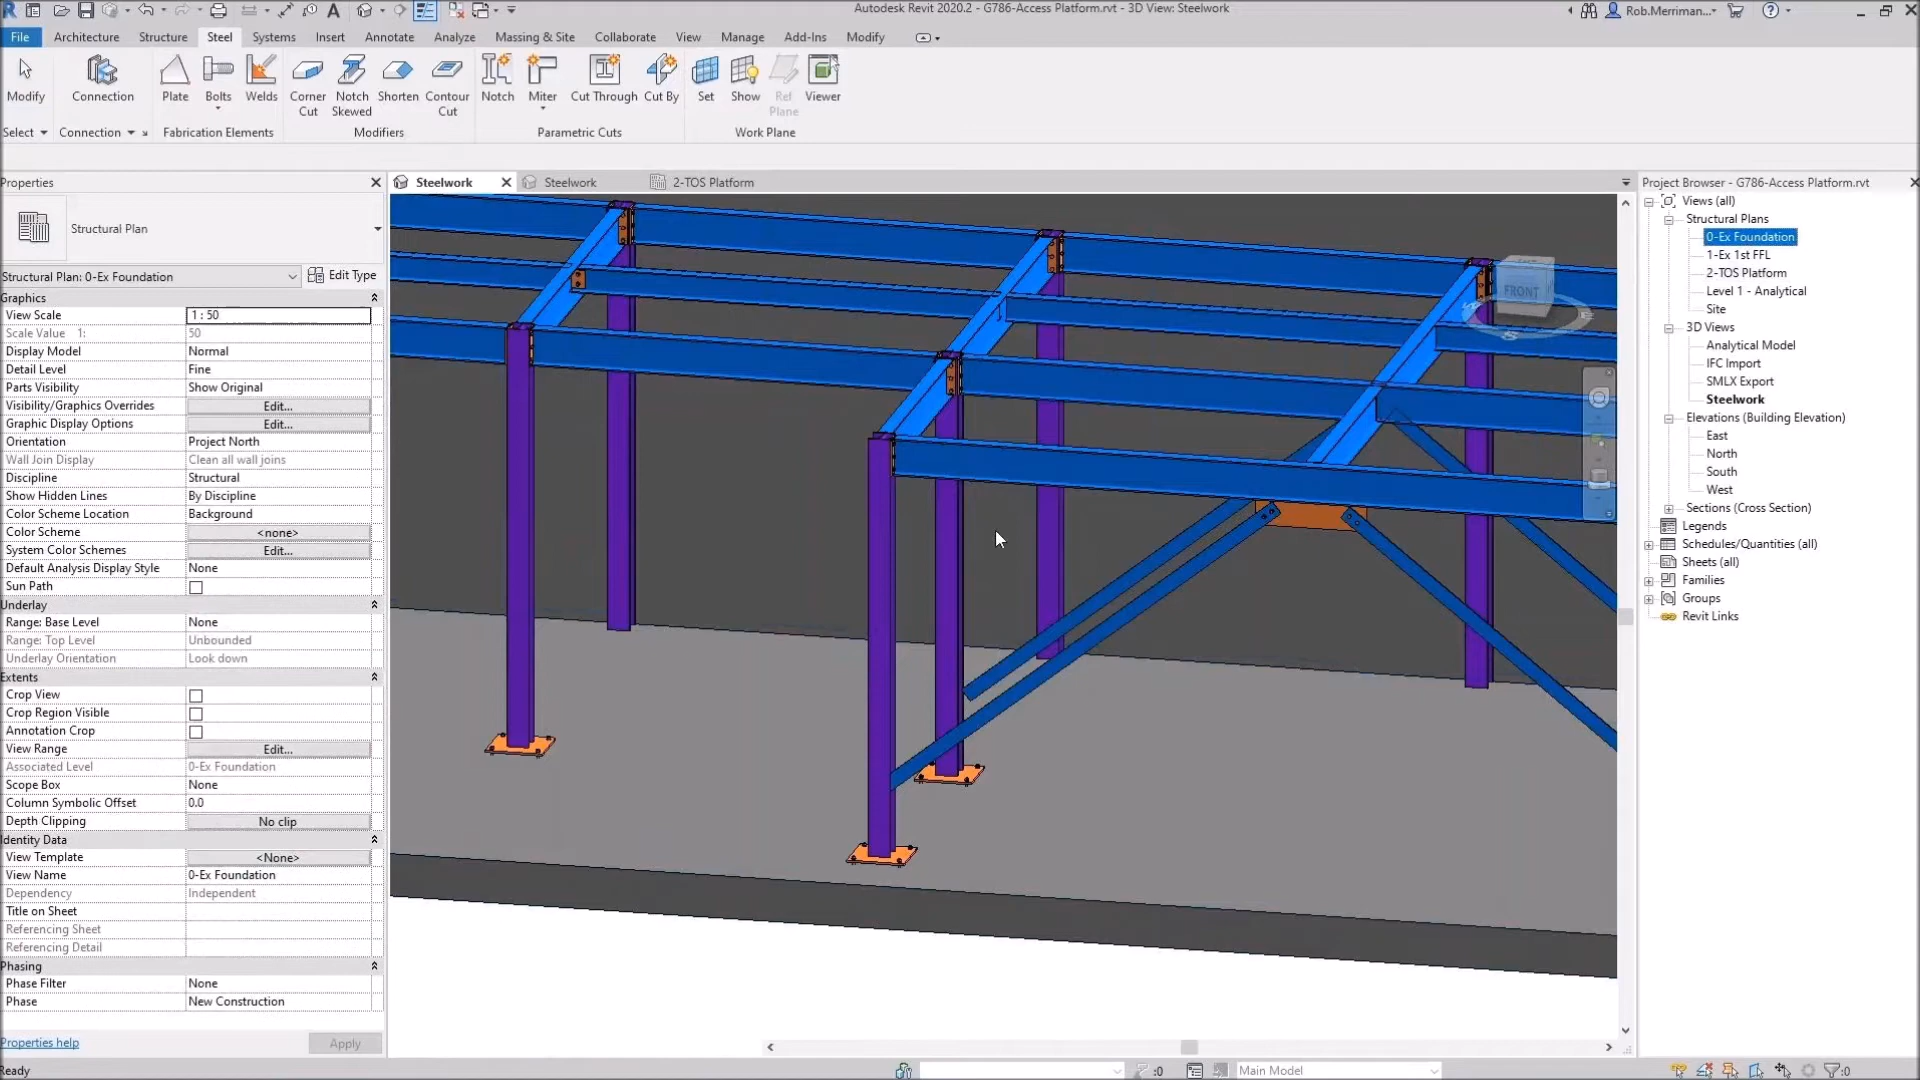 Autodesk Revit 2020.2 - G786-Access Platform.rvt - 3D View: Steelwork
Rob.Merriman...
File Architecture Structure Steel Systems Insert Annotate Analyze Massing & Site Collaborate View Manage Add-Ins Modify
Modify Connection Plate Bolts Welds Corner Cut Notch Skewed Shorten Contour Cut Notch Miter Cut Through Cut By Set Show Ref Plane Viewer
Select Connection Fabrication Elements Modifiers Parametric Cuts Work Plane
Properties
Structural Plan
Structural Plan: 0-Ex Foundation Edit Type
Graphics
View Scale 1 : 50
Scale Value 1: 50
Display Model Normal
Detail Level Fine
Parts Visibility Show Original
Visibility/Graphics Overrides Edit...
Graphic Display Options Edit...
Orientation Project North
Wall Join Display Clean all wall joins
Discipline Structural
Show Hidden Lines By Discipline
Color Scheme Location Background
Color Scheme <none>
System Color Schemes Edit...
Default Analysis Display Style None
Sun Path
Underlay
Range: Base Level None
Range: Top Level Unbounded
Underlay Orientation Look down
Extents
Crop View
Crop Region Visible
Annotation Crop
View Range Edit...
Associated Level 0-Ex Foundation
Scope Box None
Column Symbolic Offset 0.0
Depth Clipping No clip
Identity Data
View Template <None>
View Name 0-Ex Foundation
Dependency Independent
Title on Sheet
Referencing Sheet
Referencing Detail
Phasing
Phase Filter None
Phase New Construction
Properties help Apply
Ready
Steelwork Steelwork 2-TOS Platform
FRONT
S
Project Browser - G786-Access Platform.rvt
Views (all)
Structural Plans
0-Ex Foundation
1-Ex 1st FFL
2-TOS Platform
Level 1 - Analytical
Site
3D Views
Analytical Model
IFC Import
SMLX Export
Steelwork
Elevations (Building Elevation)
East
North
South
West
Sections (Cross Section)
Legends
Schedules/Quantities (all)
Sheets (all)
Families
Groups
Revit Links
:0 Main Model :0